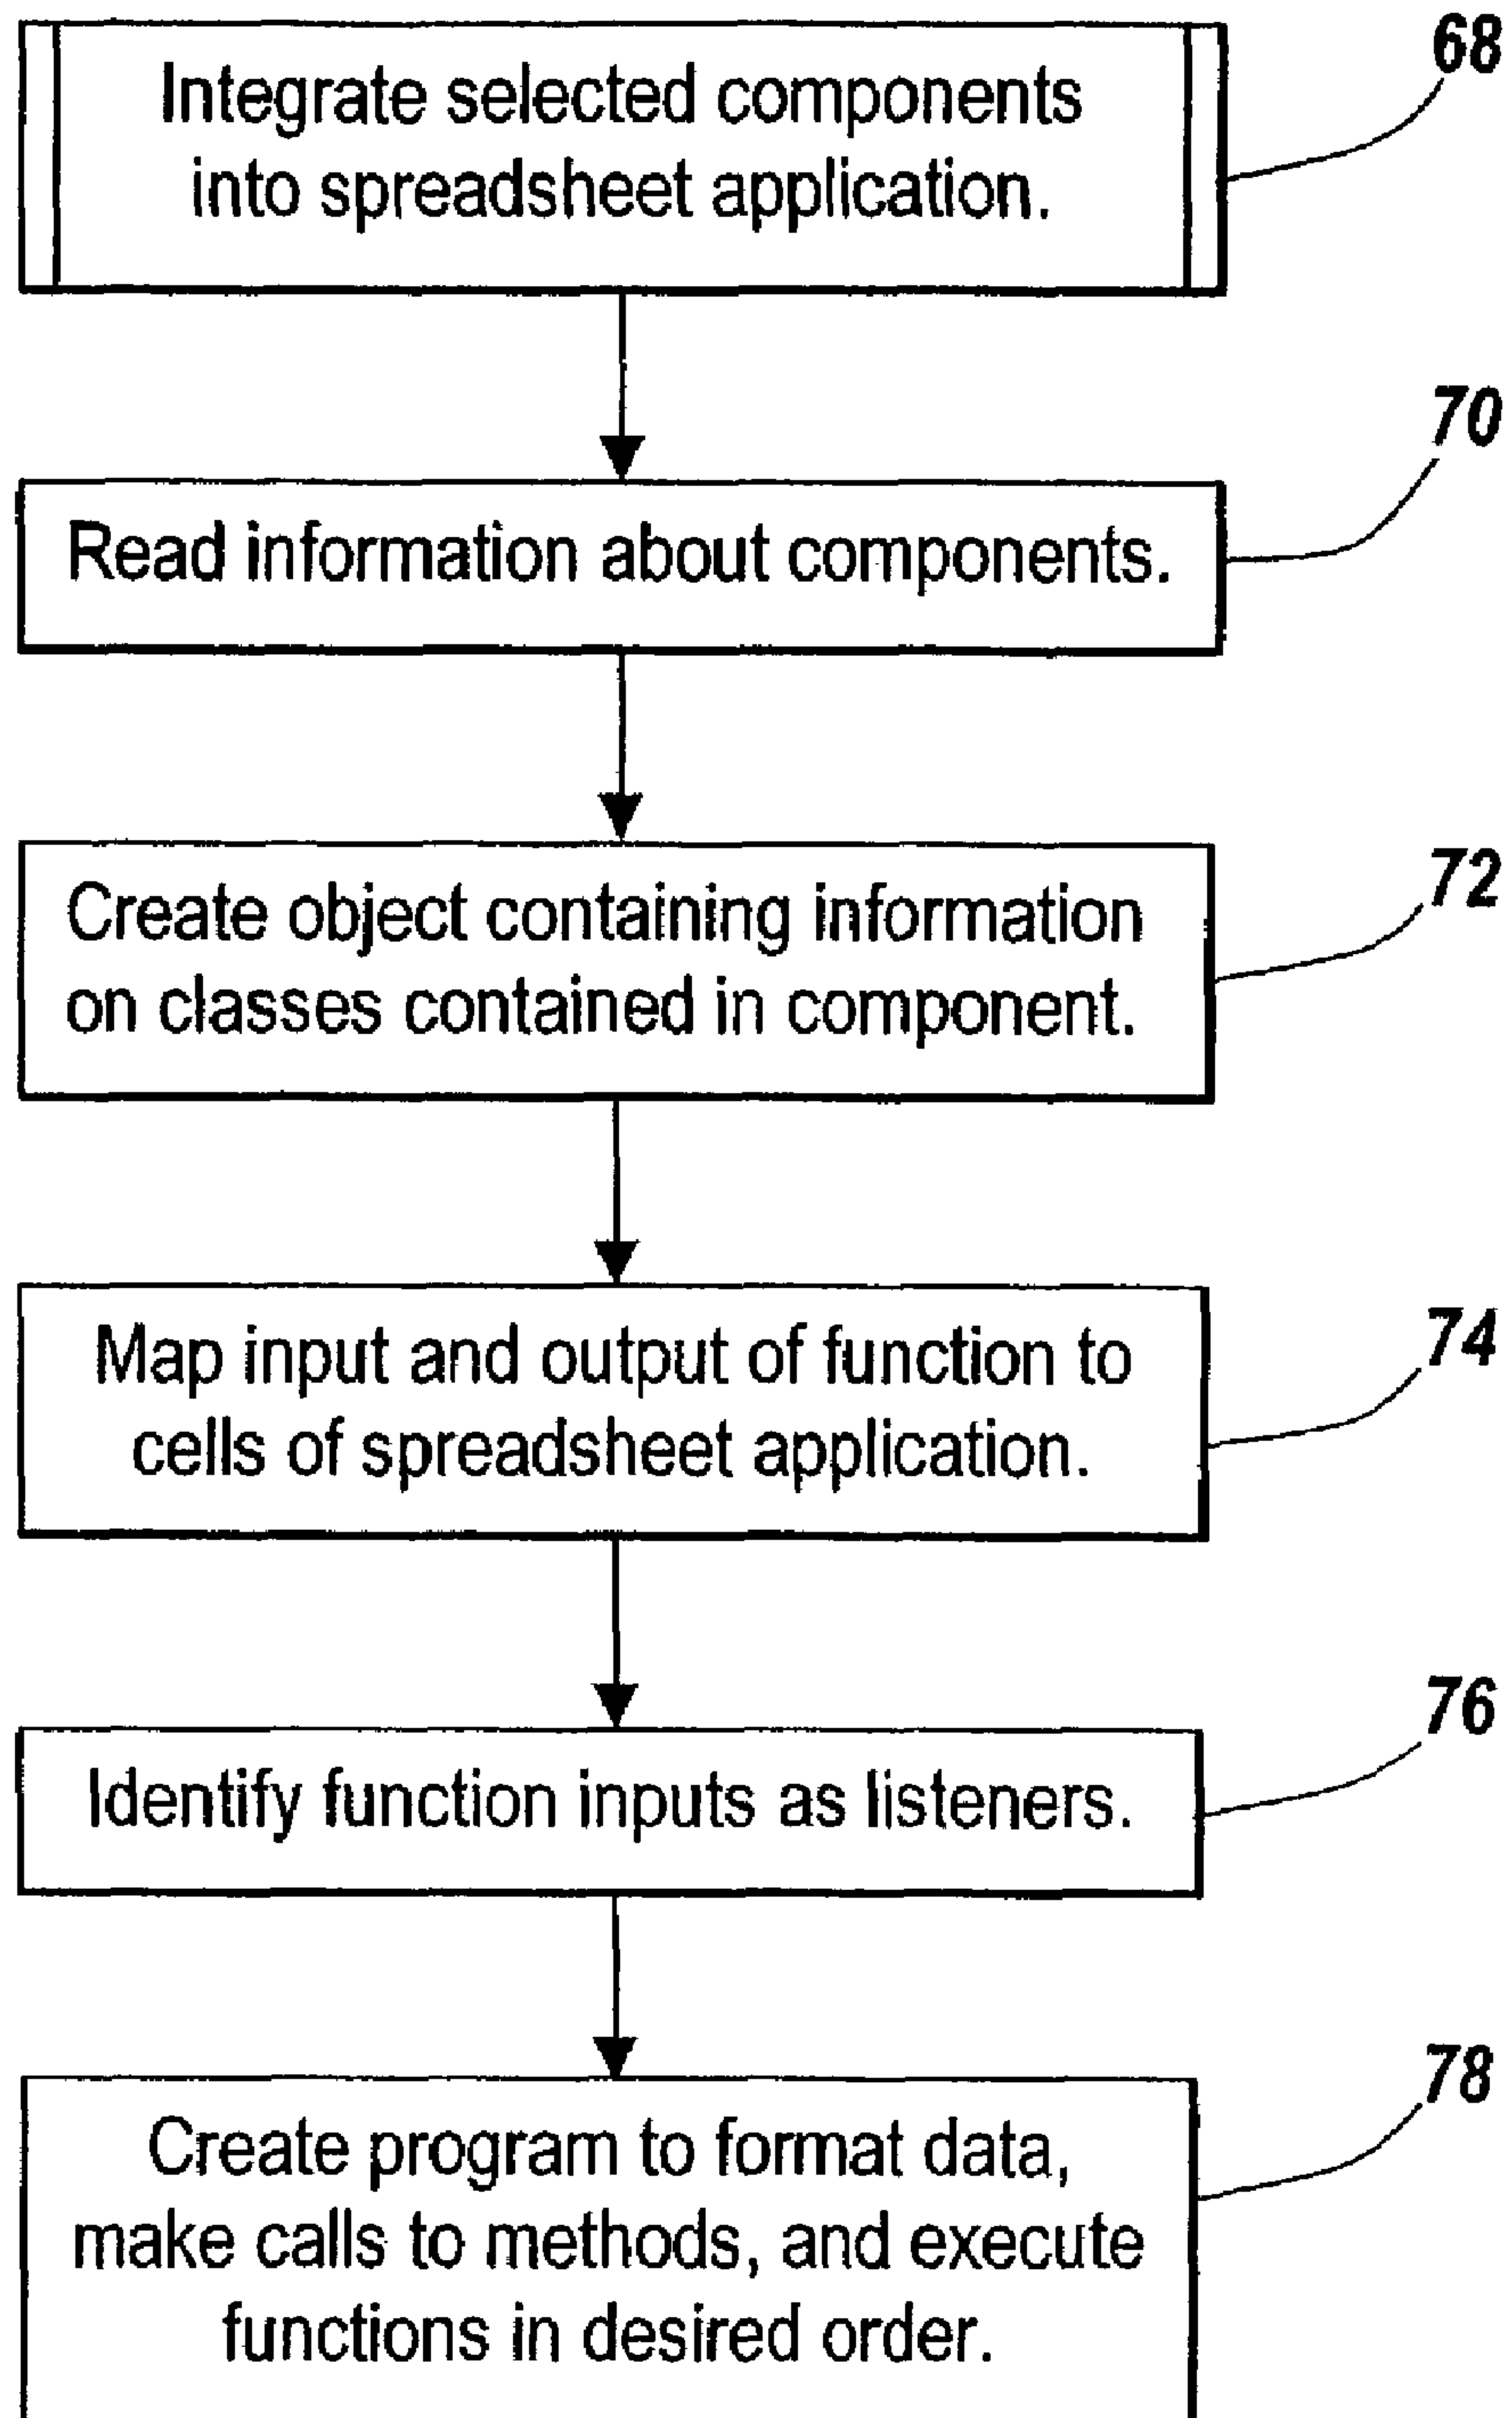 68
Integrate selected components
into spreadsheet application.
70
Read information about components.
72
Create object containing information
on classes contained in component.
74
Map input and output of function to
cells of spreadsheet application.
76
Identify function inputs as listeners.
78
Create program to format data,
make calls to methods, and execute
functions in desired order.